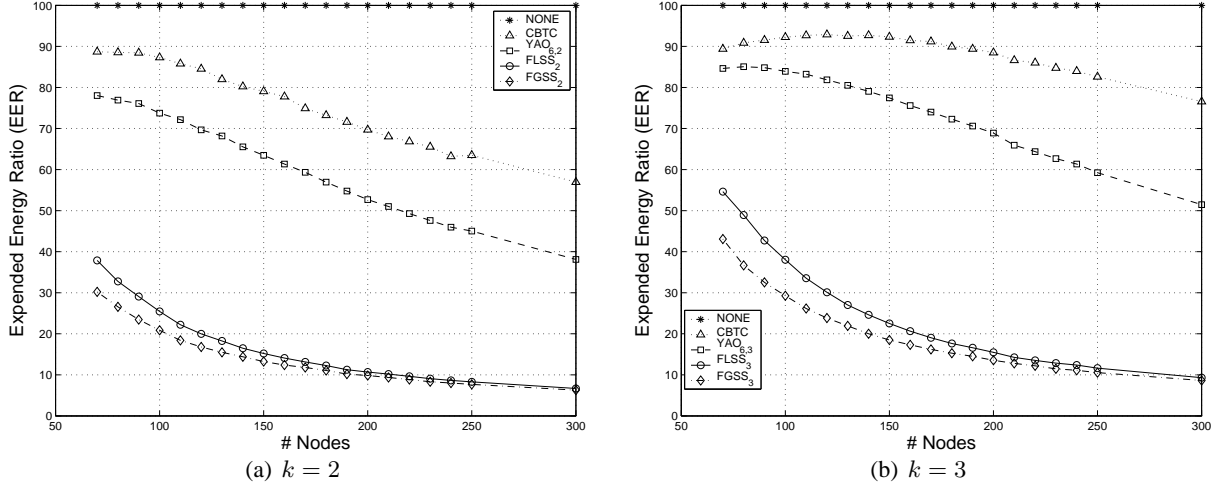 100
90
80
70
60
50
40
30
20
10
0
50
100
150
200
250
300
Expended Energy Ratio (EER)
# Nodes
NONE
CBTC
YAO6,2
FLSS2
FGSS2
(a) k = 2
100
90
80
70
60
50
40
30
20
10
0
50
100
150
200
250
300
Expended Energy Ratio (EER)
# Nodes
NONE
CBTC
YAO6,3
FLSS3
FGSS3
(b) k = 3